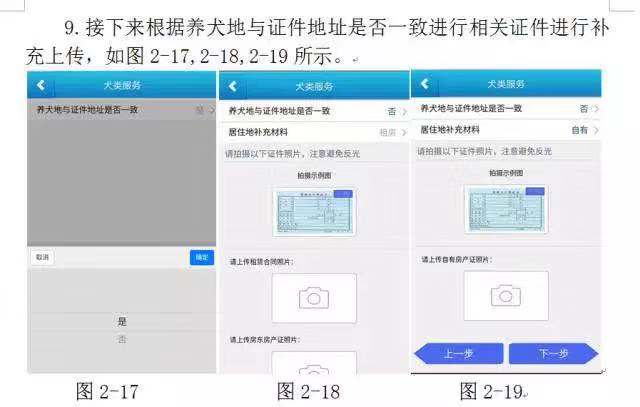 9.接下来根据养犬地与证件地址是否一致进行相关证件进行补
充上传，如图 2-17,2-18,2-19 所示。
犬类服务
养犬地与证件地址是否一致
取消
确定
是
否
犬类服务
养犬地与证件地址是否一致 否
居住地补充材料 租房
请拍摄以下证件照片，注意避免反光
拍摄示例图
请上传租赁合同照片：
请上传房东房产证照片：
犬类服务
养犬地与证件地址是否一致 否
居住地补充材料 自有
请拍摄以下证件照片，注意避免反光
拍摄示例图
请上传自有房产证照片：
上一步
下一步
图 2-17
图 2-18
图 2-19